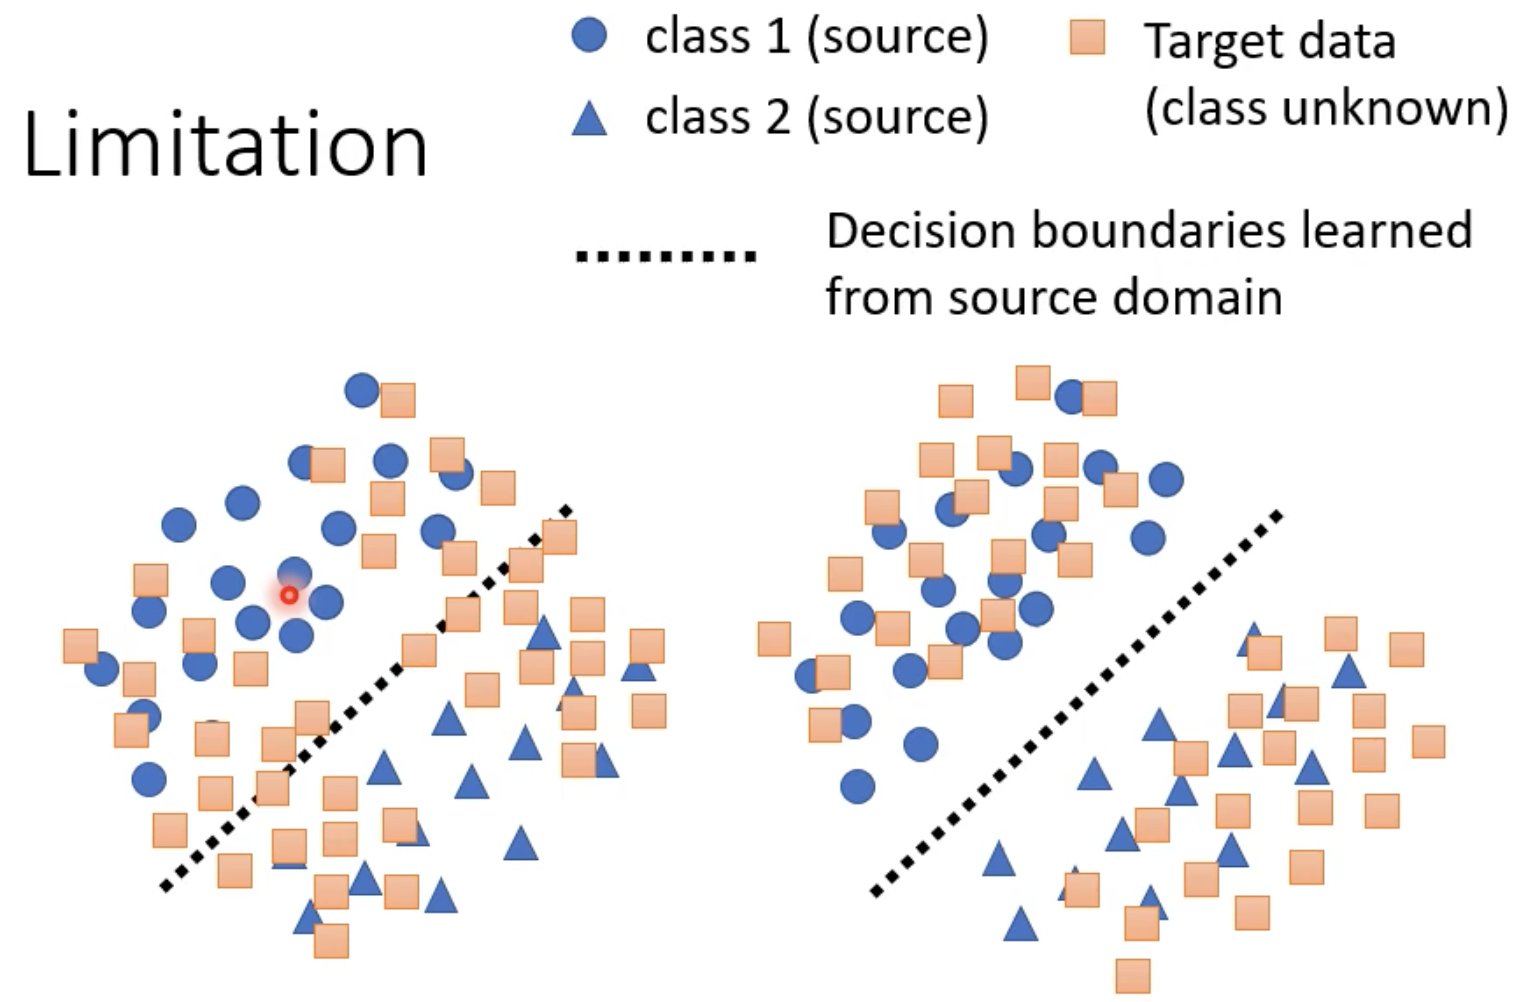 Limitation
class 1 (source)
class 2 (source)
Target data
(class unknown)
Decision boundaries learned
from source domain